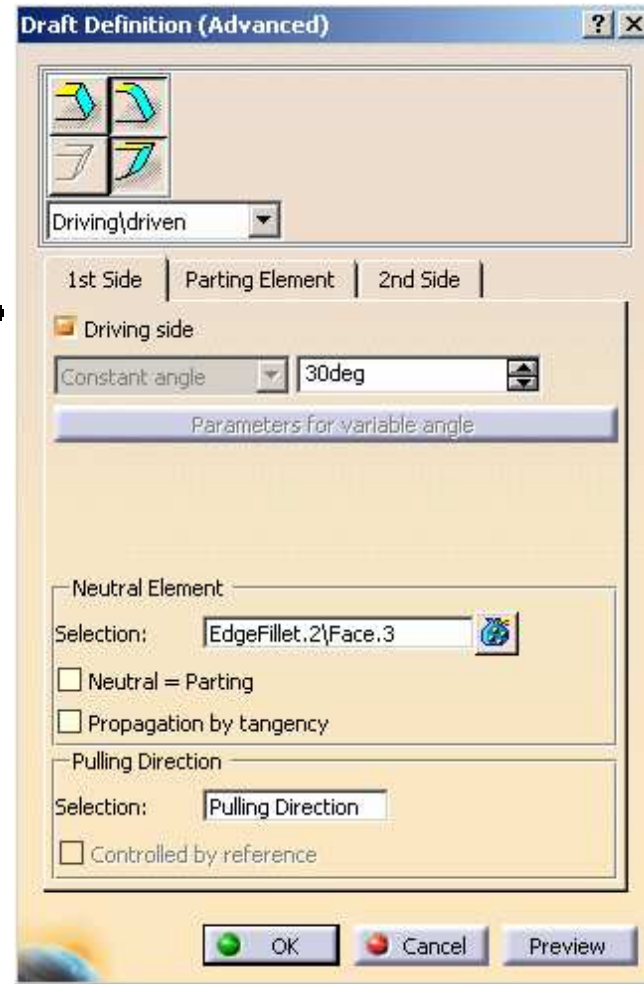 Draft Definition (Advanced)
Driving\driven
1st Side Parting Element 2nd Side
Driving side
Constant angle 30deg
Parameters for variable angle
Neutral Element
Selection: EdgeFillet.2\Face.3
Neutral = Parting
Propagation by tangency
Pulling Direction
Selection: Pulling Direction
Controlled by reference
OK Cancel Preview